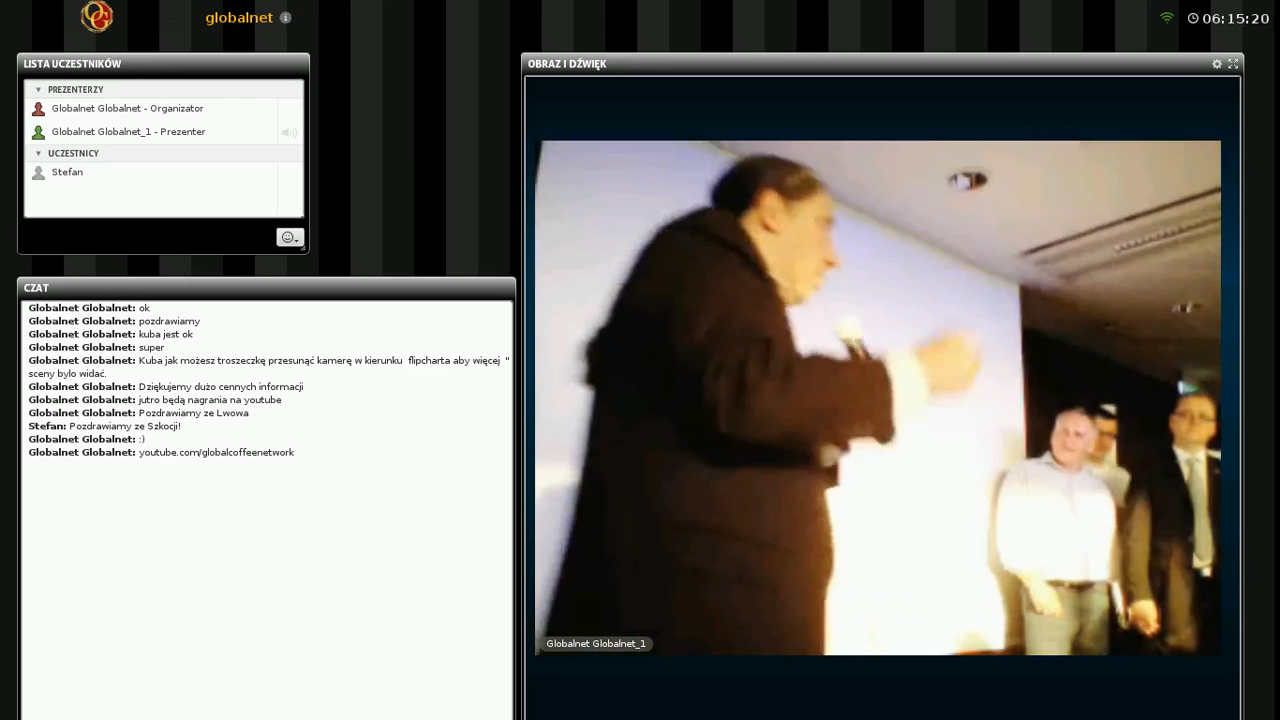 OG
globalnet
06:15:20
LISTA UCZESTNIKÓW
PREZENTERZY
Globalnet Globalnet - Organizator
Globalnet Globalnet_1 - Prezenter
UCZESTNICY
Stefan
CZAT
Globalnet Globalnet: ok
Globalnet Globalnet: pozdrawiamy
Globalnet Globalnet: kuba jest ok
Globalnet Globalnet: super
Globalnet Globalnet: Kuba jak możesz troszeczkę przesunąć kamerę w kierunku flipcharta aby więcej "
sceny bylo widać.
Globalnet Globalnet: Dziękujemy dużo cennych informacji
Globalnet Globalnet: jutro będą nagrania na youtube
Globalnet Globalnet: Pozdrawiamy ze Lwowa
Stefan: Pozdrawiamy ze Szkocji!
Globalnet Globalnet: :)
Globalnet Globalnet: youtube.com/globalcoffeenetwork
OBRAZ I DŹWIĘK
Globalnet Globalnet_1